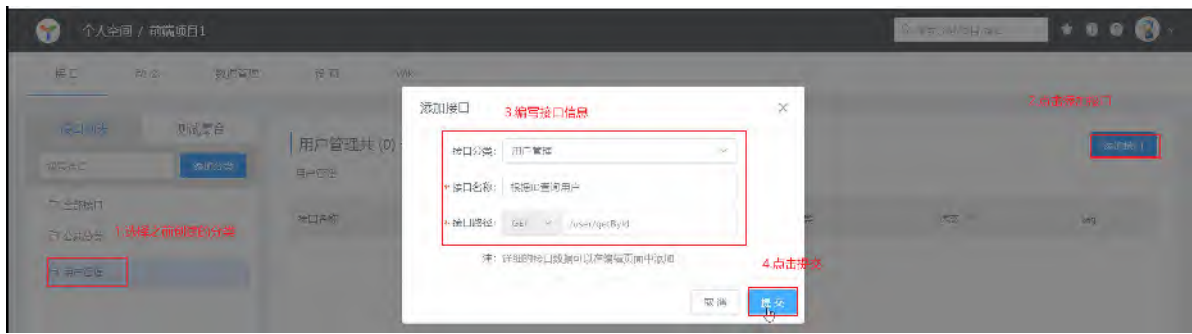 个人空间 / 前端项目1
接口
数据管理
添加接口
3.编写接口信息
2.点击添加接口
接口列表
测试集合
用户管理共 (0)
添加接口
接口分类: 用户管理
添加分类
* 接口名称: 根据ID查询用户
全部接口
接口名称
* 接口路径: GET /user/getById
tag
公共分类
1.选择之前创建的分类
用户管理
注: 详细的接口数据可以在编辑页面中添加
4.点击提交
取 消
提 交